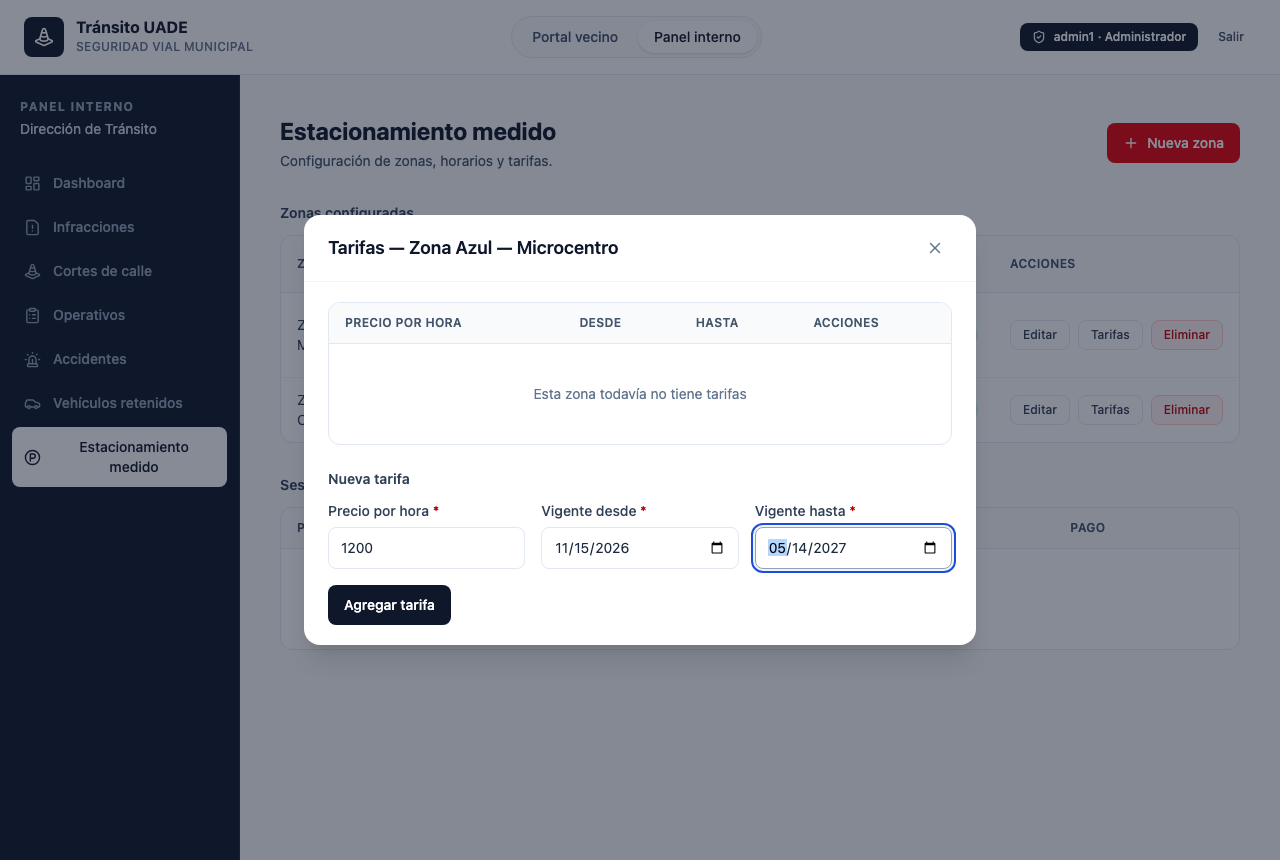 Tránsito UADE
SEGURIDAD VIAL MUNICIPAL
Portal vecino
Panel interno
admin1 · Administrador
Salir
PANEL INTERNO
Dirección de Tránsito
Dashboard
Infracciones
Cortes de calle
Operativos
Accidentes
Vehículos retenidos
Estacionamiento
medido
Estacionamiento medido
Configuración de zonas, horarios y tarifas.
+ Nueva zona
Zonas configuradas
ACCIONES
Editar Tarifas Eliminar
Editar Tarifas Eliminar
PAGO
Tarifas — Zona Azul — Microcentro
PRECIO POR HORA DESDE HASTA ACCIONES
Esta zona todavía no tiene tarifas
Nueva tarifa
Precio por hora * Vigente desde * Vigente hasta *
1200 11/15/2026 05/14/2027
Agregar tarifa